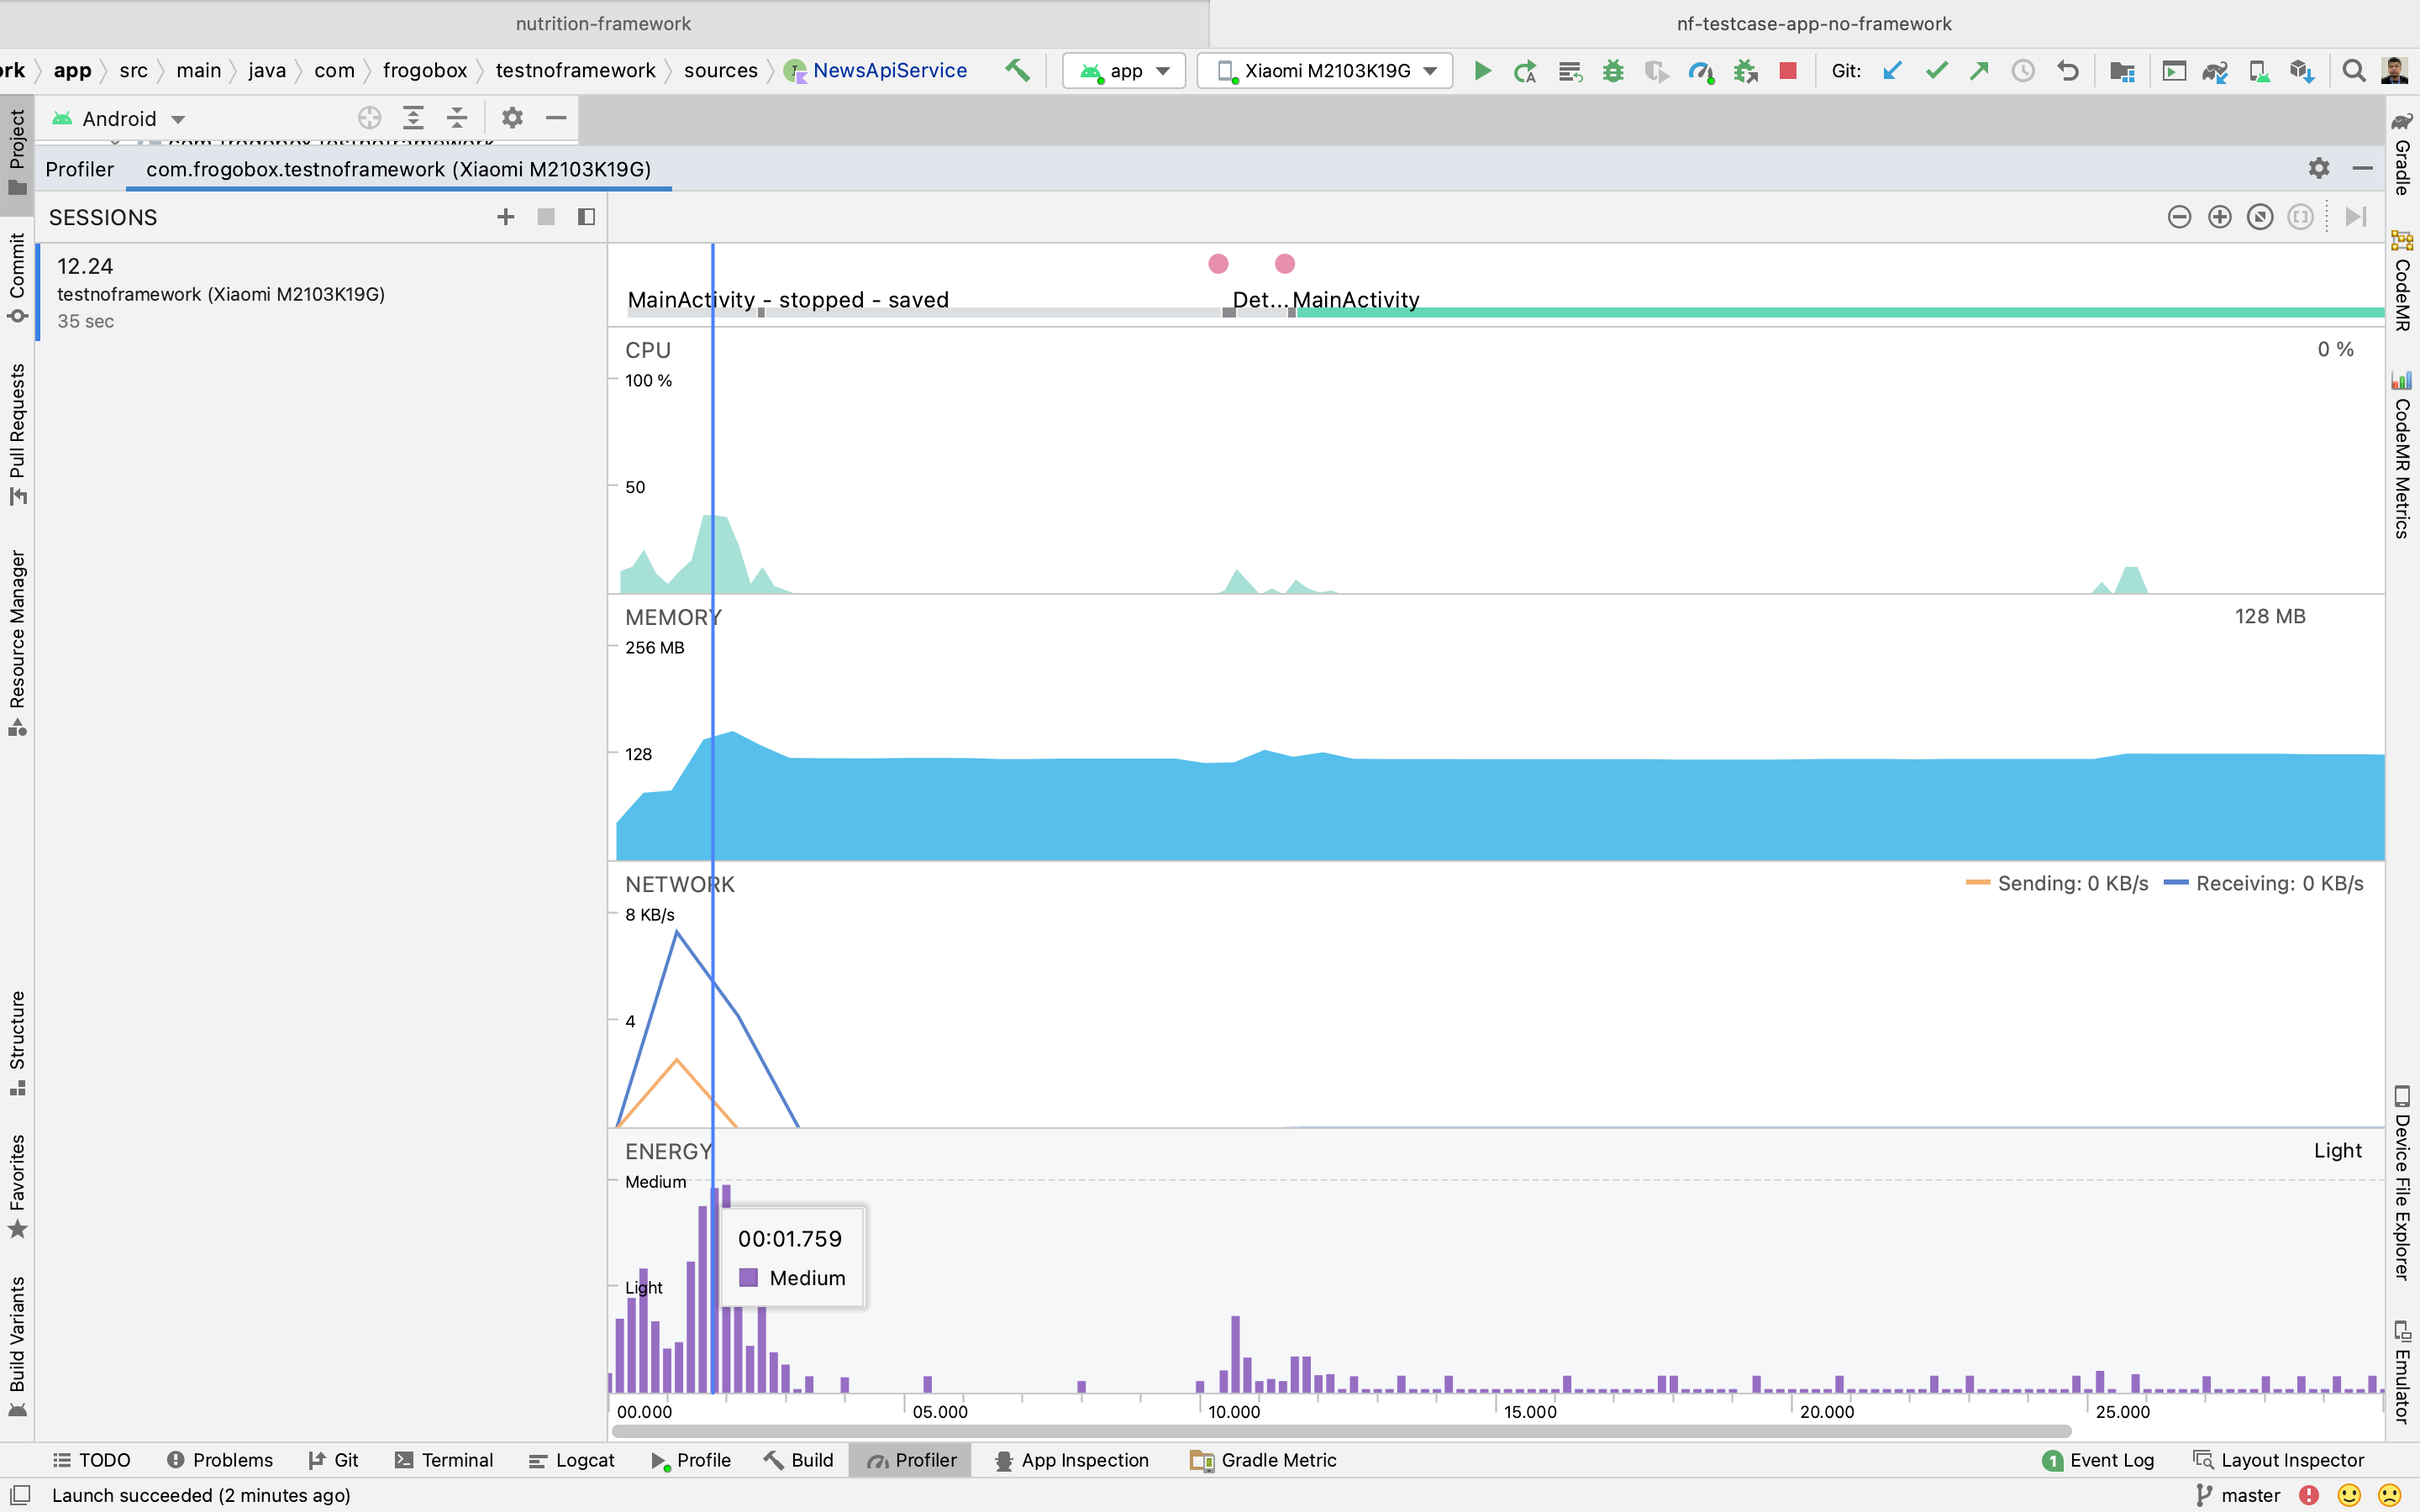 nutrition-framework
nf-testcase-app-no-framework
rk app src main java com frogobox testnoframework sources NewsApiService
app Xiaomi M2103K19G Git:
Android
Profiler com.frogobox.testnoframework (Xiaomi M2103K19G)
SESSIONS
12.24
testnoframework (Xiaomi M2103K19G)
35 sec
MainActivity - stopped - saved Det... MainActivity
CPU 0 %
100 %
50
MEMORY 128 MB
256 MB
128
NETWORK Sending: 0 KB/s Receiving: 0 KB/s
8 KB/s
4
ENERGY Light
Medium
00:01.759
Medium
Light
00.000 05.000 10.000 15.000 20.000 25.000
Project
Commit
Pull Requests
Resource Manager
Structure
Favorites
Build Variants
Gradle
CodeMR
CodeMR Metrics
Device File Explorer
Emulator
TODO Problems Git Terminal Logcat Profile Build Profiler App Inspection Gradle Metric 1 Event Log Layout Inspector
Launch succeeded (2 minutes ago) master